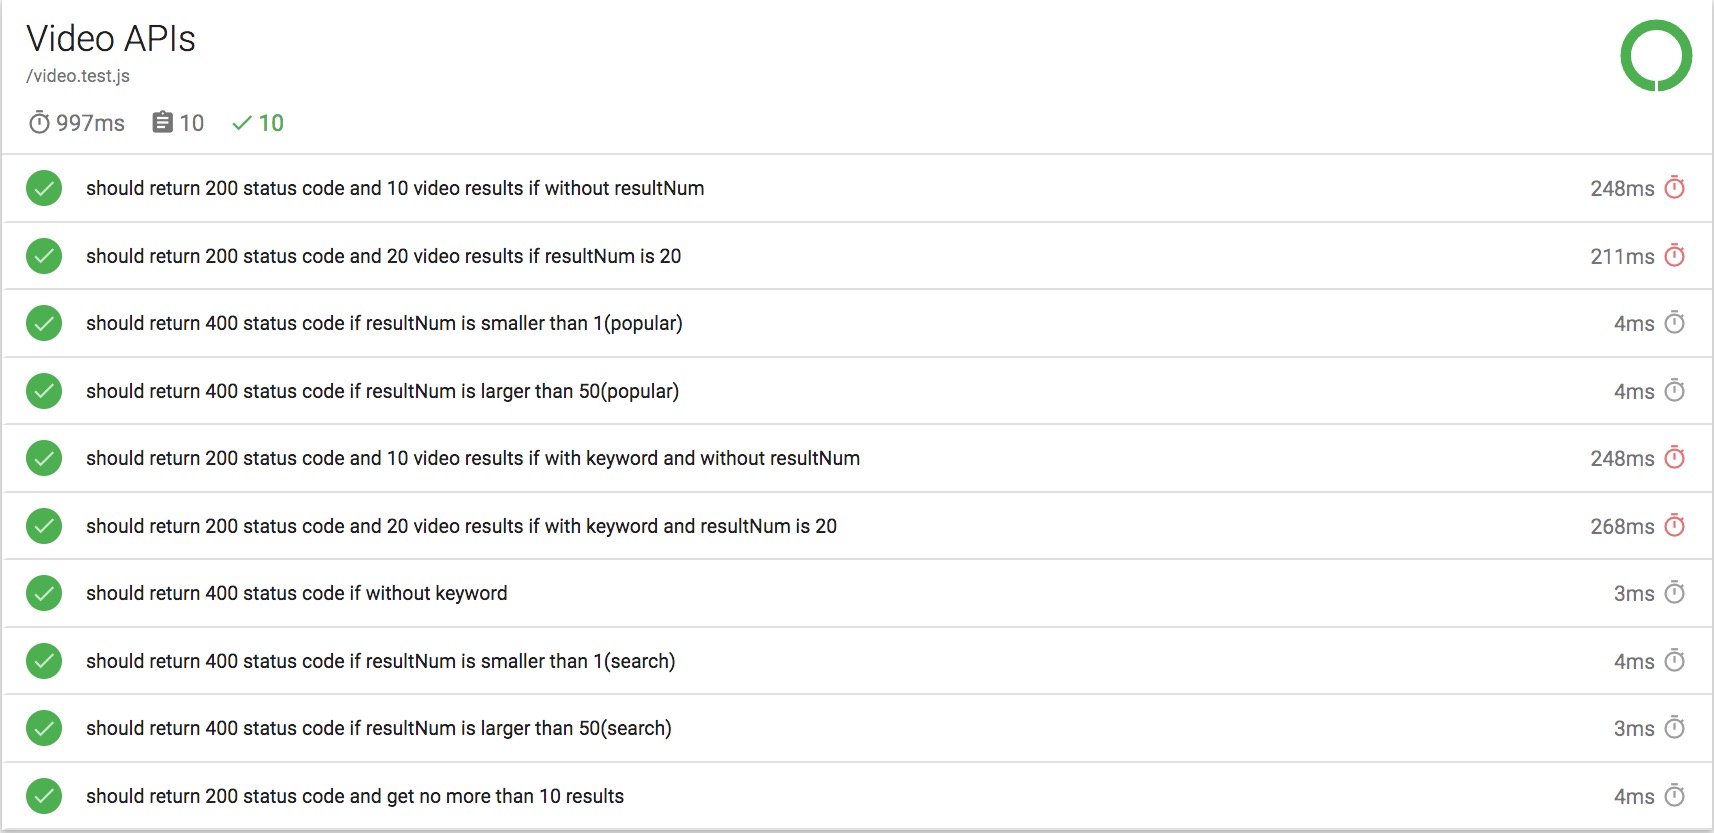 Video APIs
/video.test.js
997ms 10 10
should return 200 status code and 10 video results if without resultNum 248ms
should return 200 status code and 20 video results if resultNum is 20 211ms
should return 400 status code if resultNum is smaller than 1(popular) 4ms
should return 400 status code if resultNum is larger than 50(popular) 4ms
should return 200 status code and 10 video results if with keyword and without resultNum 248ms
should return 200 status code and 20 video results if with keyword and resultNum is 20 268ms
should return 400 status code if without keyword 3ms
should return 400 status code if resultNum is smaller than 1(search) 4ms
should return 400 status code if resultNum is larger than 50(search) 3ms
should return 200 status code and get no more than 10 results 4ms